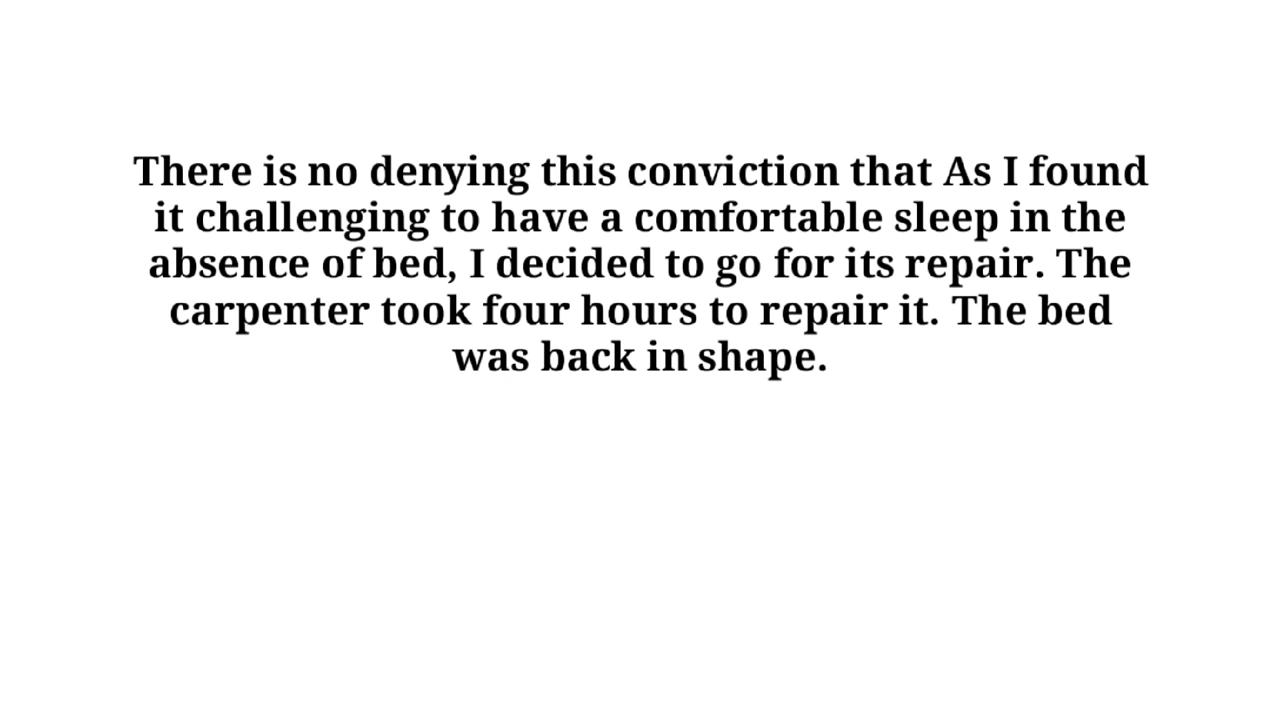 There is no denying this conviction that As I found
it challenging to have a comfortable sleep in the
absence of bed, I decided to go for its repair. The
carpenter took four hours to repair it. The bed
was back in shape.